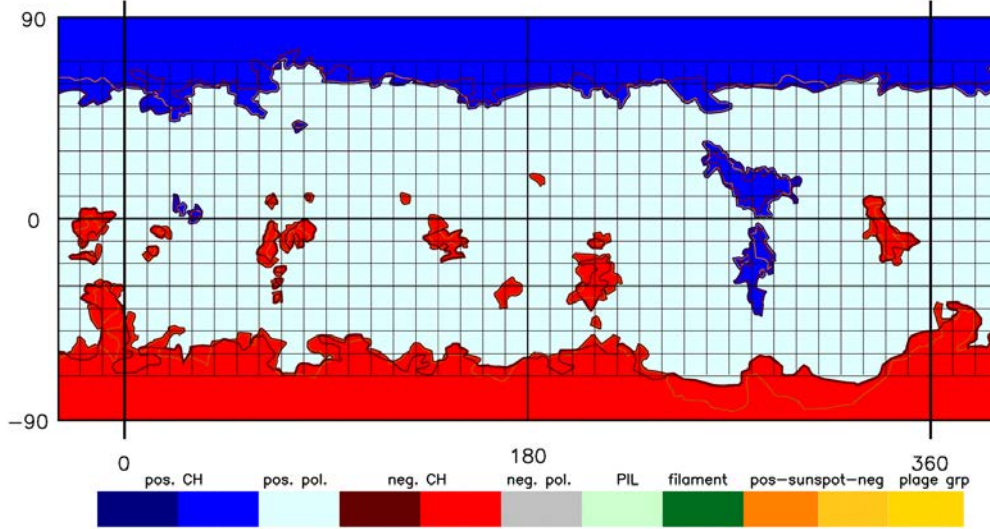 90
0
-90
0 180 360
pos. CH pos. pol. neg. CH neg. pol. PIL filament pos-sunspot-neg plage grp